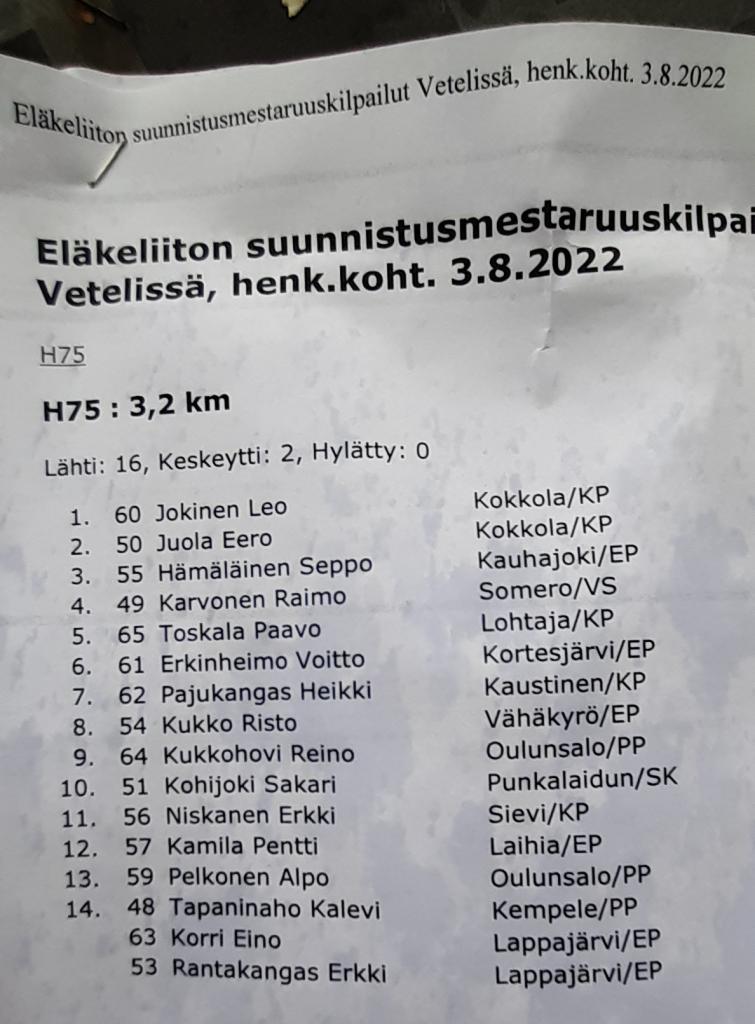 Eläkeliiton suunnistusmestaruuskilpailut Vetelissä, henk.koht. 3.8.2022
Eläkeliiton suunnistusmestaruuskilpai
Vetelissä, henk.koht. 3.8.2022
H75
H75 : 3,2 km
Lähti: 16, Keskeytti: 2, Hylätty: 0
1. 60 Jokinen Leo Kokkola/KP
2. 50 Juola Eero Kokkola/KP
3. 55 Hämäläinen Seppo Kauhajoki/EP
4. 49 Karvonen Raimo Somero/VS
5. 65 Toskala Paavo Lohtaja/KP
6. 61 Erkinheimo Voitto Kortesjärvi/EP
7. 62 Pajukangas Heikki Kaustinen/KP
8. 54 Kukko Risto Vähäkyrö/EP
9. 64 Kukkohovi Reino Oulunsalo/PP
10. 51 Kohijoki Sakari Punkalaidun/SK
11. 56 Niskanen Erkki Sievi/KP
12. 57 Kamila Pentti Laihia/EP
13. 59 Pelkonen Alpo Oulunsalo/PP
14. 48 Tapaninaho Kalevi Kempele/PP
63 Korri Eino Lappajärvi/EP
53 Rantakangas Erkki Lappajärvi/EP